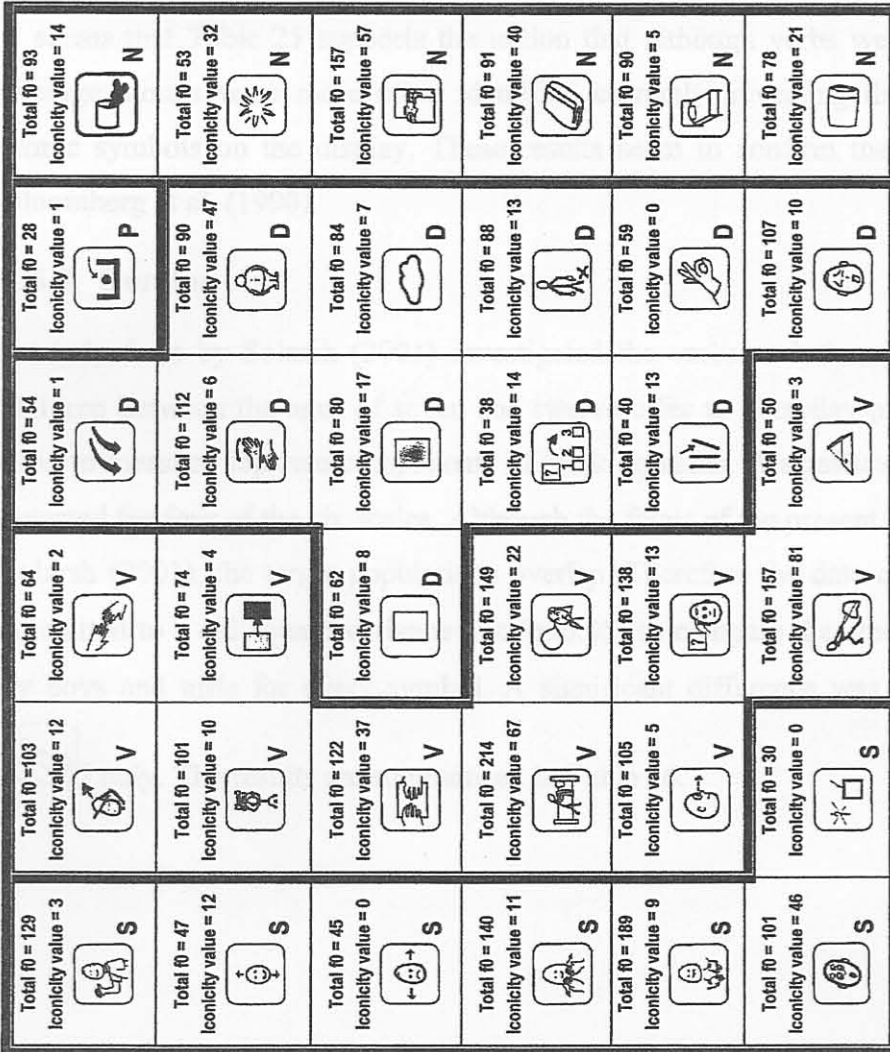 Total f0 = 129 Total f0 = 103 Total f0 = 64 Total f0 = 54 Total f0 = 28 Total f0 = 93
Iconicity value = 3 Iconicity value = 12 Iconicity value = 2 Iconicity value = 1 Iconicity value = 1 Iconicity value = 14
S V V D P N
Total f0 = 47 Total f0 = 101 Total f0 = 74 Total f0 = 112 Total f0 = 90 Total f0 = 53
Iconicity value = 12 Iconicity value = 10 Iconicity value = 4 Iconicity value = 6 Iconicity value = 47 Iconicity value = 32
S V V D D N
Total f0 = 45 Total f0 = 122 Total f0 = 62 Total f0 = 80 Total f0 = 84 Total f0 = 157
Iconicity value = 0 Iconicity value = 37 Iconicity value = 8 Iconicity value = 17 Iconicity value = 7 Iconicity value = 57
S V D D D N
Total f0 = 140 Total f0 = 214 Total f0 = 149 Total f0 = 38 Total f0 = 88 Total f0 = 91
Iconicity value = 11 Iconicity value = 67 Iconicity value = 22 Iconicity value = 14 Iconicity value = 13 Iconicity value = 40
S V V ? 1 2 3 D D N
Total f0 = 189 Total f0 = 105 Total f0 = 138 Total f0 = 40 Total f0 = 59 Total f0 = 90
Iconicity value = 9 Iconicity value = 5 Iconicity value = 13 Iconicity value = 13 Iconicity value = 0 Iconicity value = 5
S V ? V D D N
Total f0 = 101 Total f0 = 30 Total f0 = 157 Total f0 = 50 Total f0 = 107 Total f0 = 78
Iconicity value = 46 Iconicity value = 0 Iconicity value = 81 Iconicity value = 3 Iconicity value = 10 Iconicity value = 21
S S V V D N